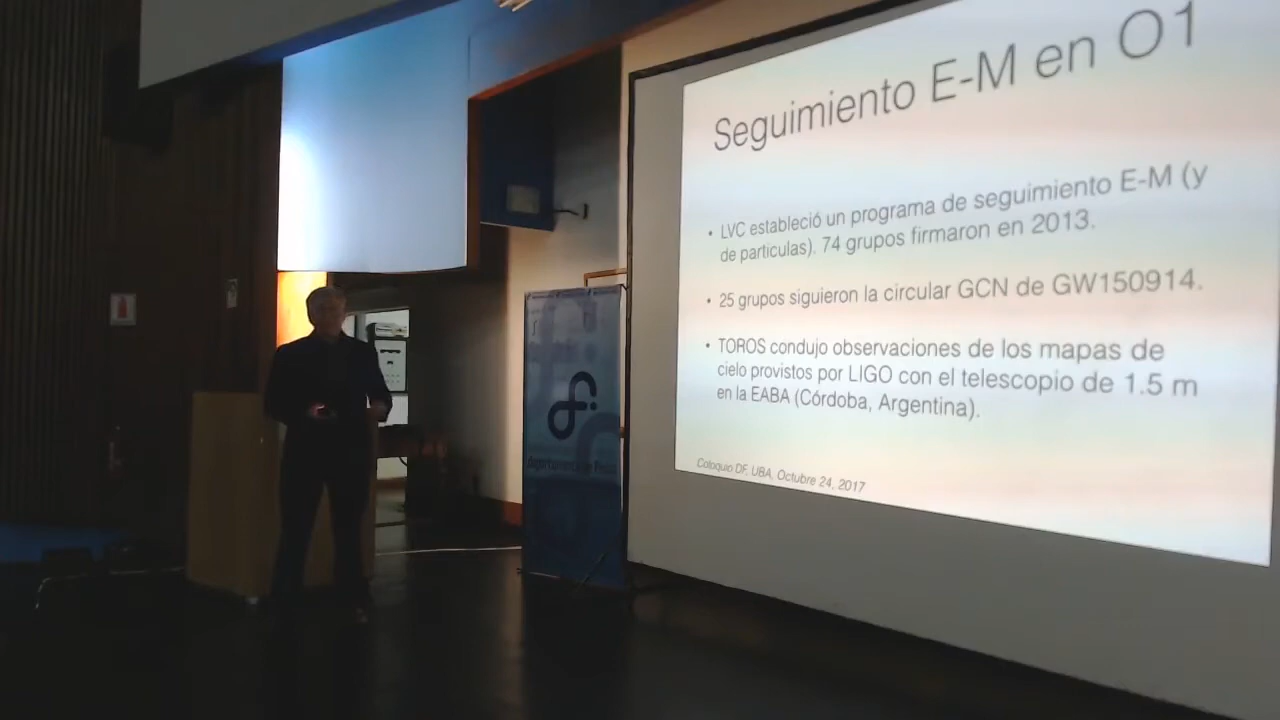 Seguimiento E-M en O1
• LVC estableció un programa de seguimiento E-M (y
de particulas). 74 grupos firmaron en 2013.
• 25 grupos siguieron la circular GCN de GW150914.
• TOROS condujo observaciones de los mapas de
cielo provistos por LIGO con el telescopio de 1.5 m
en la EABA (Córdoba, Argentina).
Coloquio DF, UBA, Octubre 24, 2017